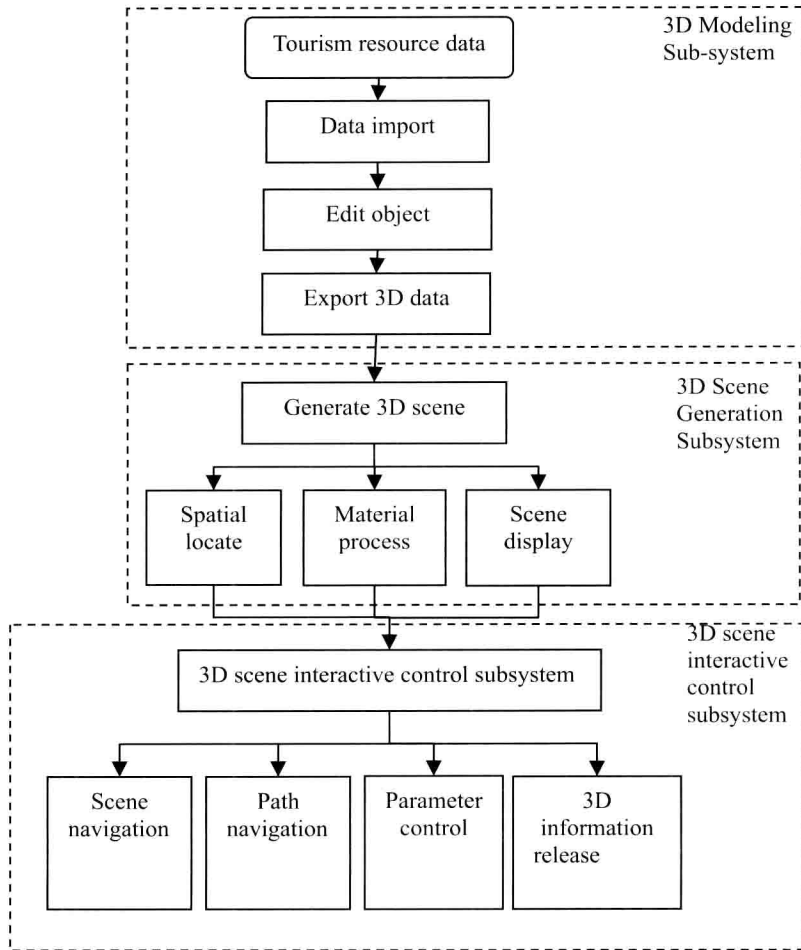 Tourism resource data
3D Modeling
Sub-system
Data import
Edit object
Export 3D data
Generate 3D scene
3D Scene
Generation
Subsystem
Spatial
locate
Material
process
Scene
display
3D scene
interactive
control
subsystem
3D scene interactive control subsystem
Scene
navigation
Path
navigation
Parameter
control
3D
information
release